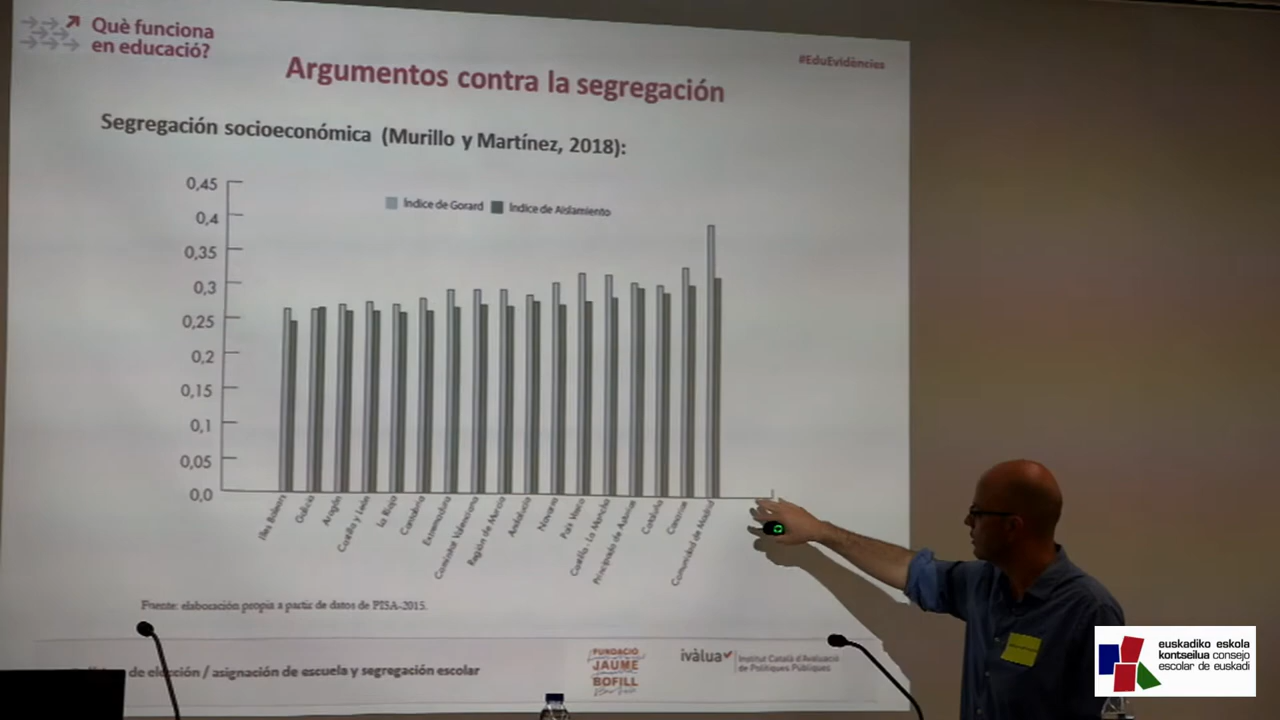 Què funciona
en educació?
#EduEvidències
Argumentos contra la segregación
Segregación socioeconómica (Murillo y Martínez, 2018):
Índice de Gorard
Índice de Aislamiento
0,45
0,4
0,35
0,3
0,25
0,2
0,15
0,1
0,05
0,0
Illes Balears
Galicia
Aragón
Castilla y León
La Rioja
Cantabria
Extremadura
Comunitat Valenciana
Región de Murcia
Andalucía
Navarra
País Vasco
Castilla - La Mancha
Principado de Asturias
Cataluña
Canarias
Comunidad de Madrid
Fuente: elaboración propia a partir de datos de PISA-2015.
de elección / asignación de escuela y segregación escolar
FUNDACIÓ
JAUME
BOFILL
ivàlua
Institut Català d'Avaluació
de Polítiques Públiques
euskadiko eskola
kontseilua consejo
escolar de euskadi